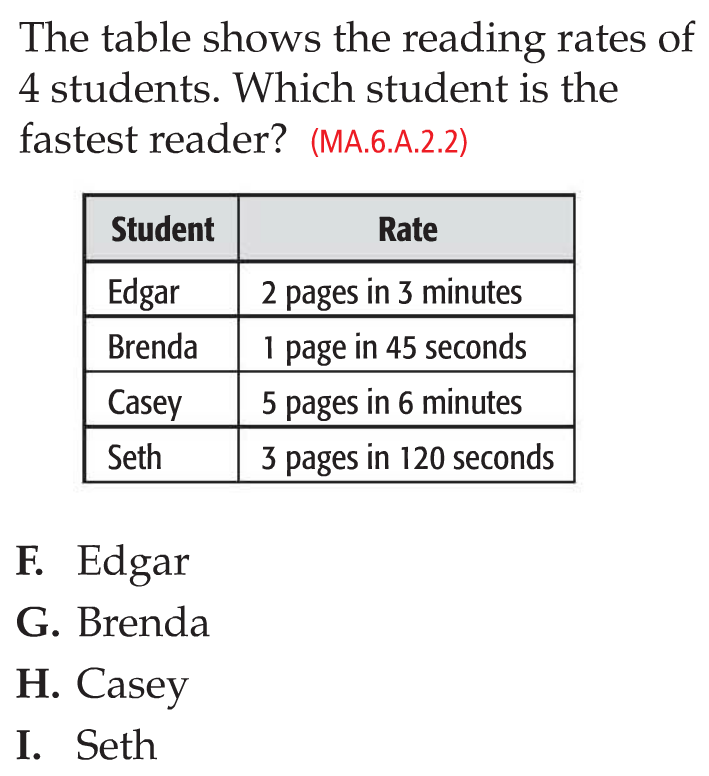 The table shows the reading rates of
4 students. Which student is the
fastest reader? (MA.6.A.2.2)
Student Rate
Edgar 2 pages in 3 minutes
Brenda 1 page in 45 seconds
Casey 5 pages in 6 minutes
Seth 3 pages in 120 seconds
F. Edgar
G. Brenda
H. Casey
I. Seth